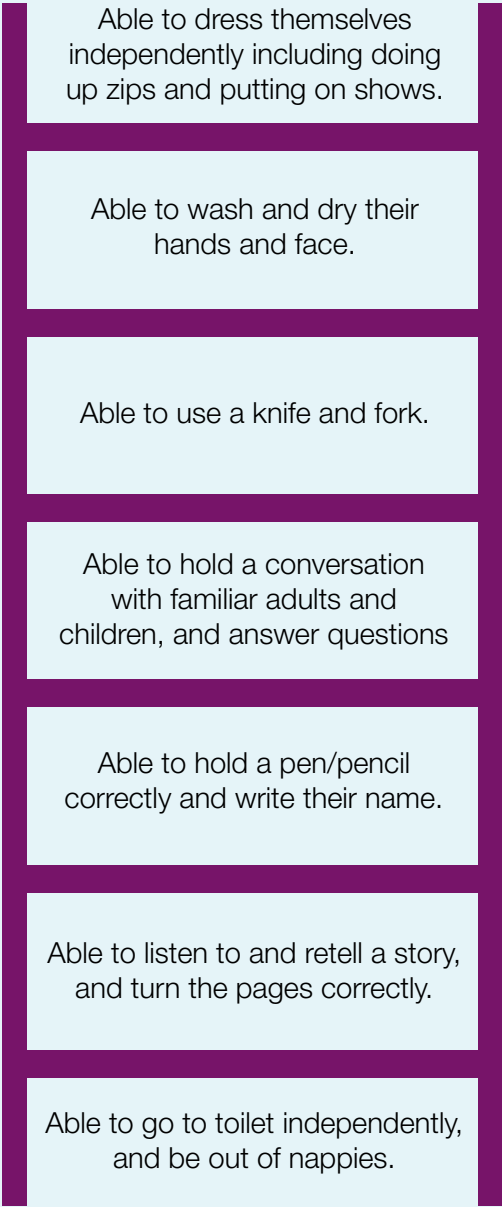 Able to dress themselves
independently including doing
up zips and putting on shows.
Able to wash and dry their
hands and face.
Able to use a knife and fork.
Able to hold a conversation
with familiar adults and
children, and answer questions
Able to hold a pen/pencil
correctly and write their name.
Able to listen to and retell a story,
and turn the pages correctly.
Able to go to toilet independently,
and be out of nappies.